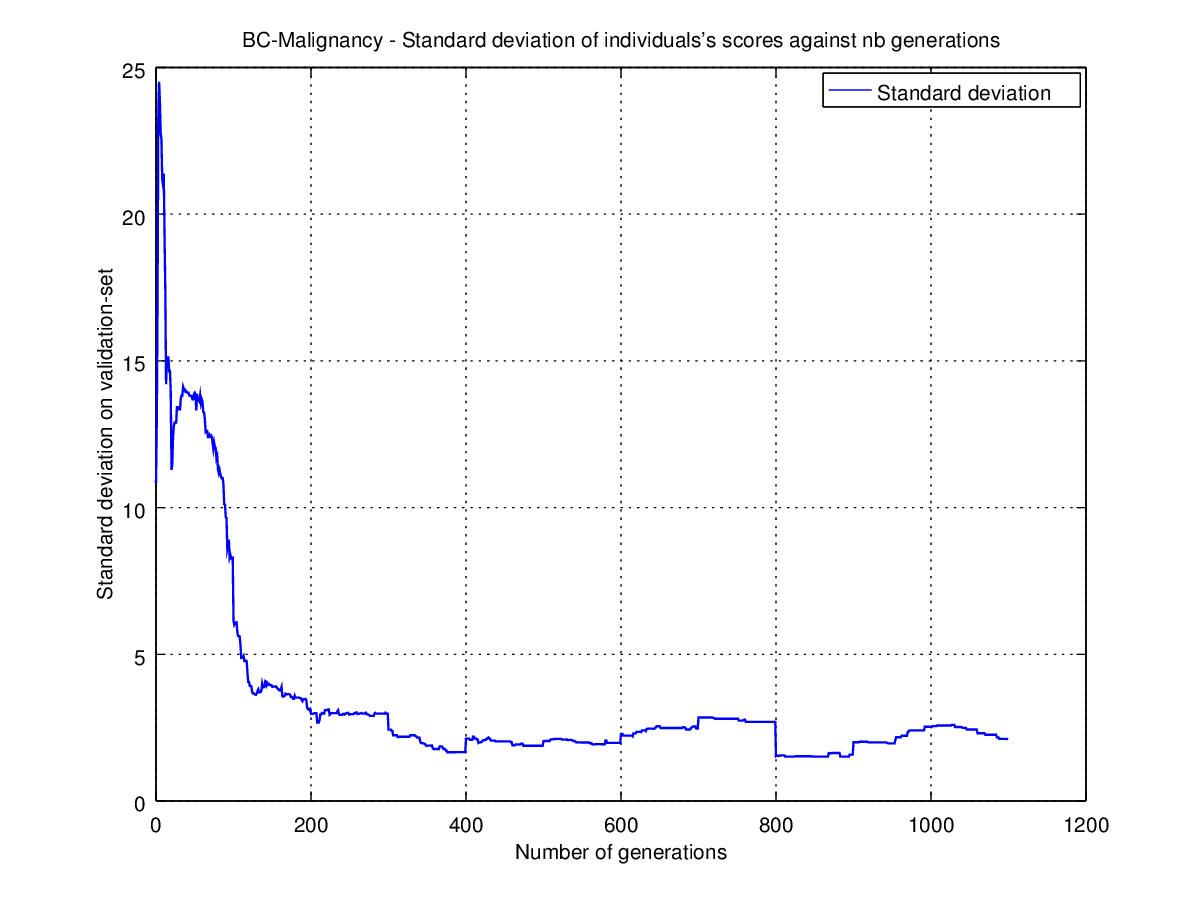 BC-Malignancy - Standard deviation of individuals's scores against nb generations
Standard deviation
25
20
15
10
5
0
Standard deviation on validation-set
0 200 400 600 800 1000 1200
Number of generations